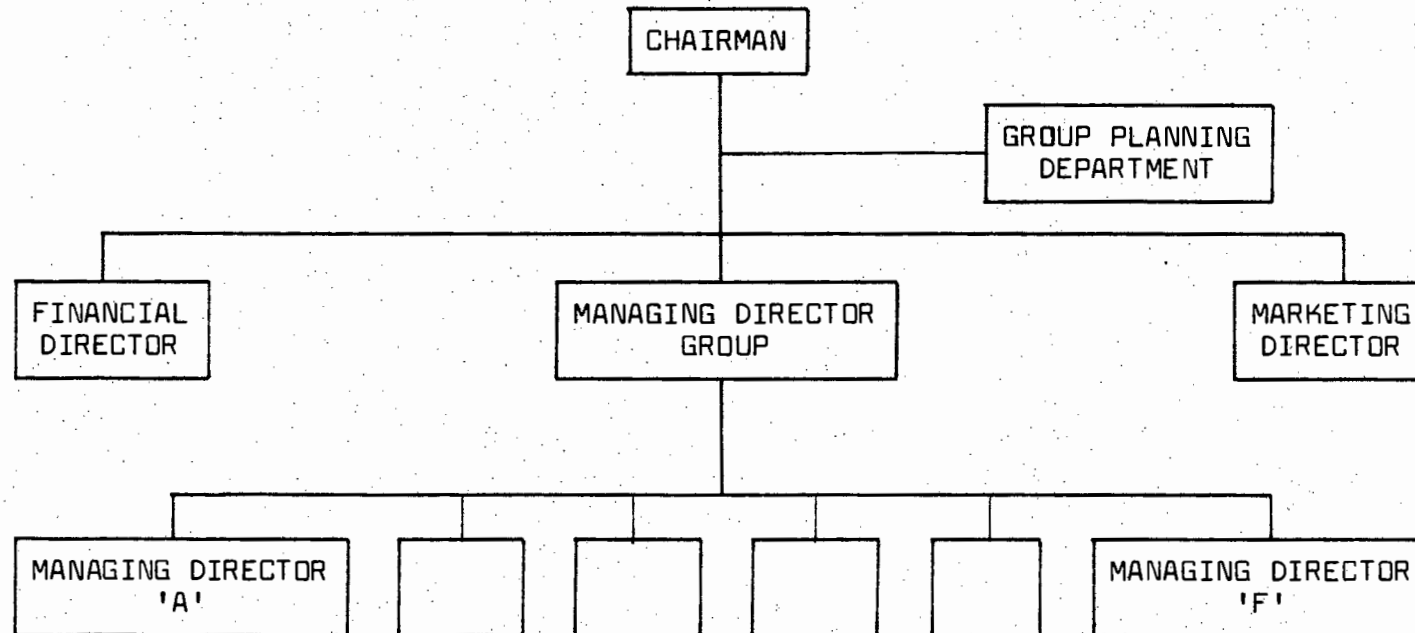 CHAIRMAN
GROUP PLANNING
DEPARTMENT
FINANCIAL
DIRECTOR
MANAGING DIRECTOR
GROUP
MARKETING
DIRECTOR
MANAGING DIRECTOR
'A'
MANAGING DIRECTOR
'F'